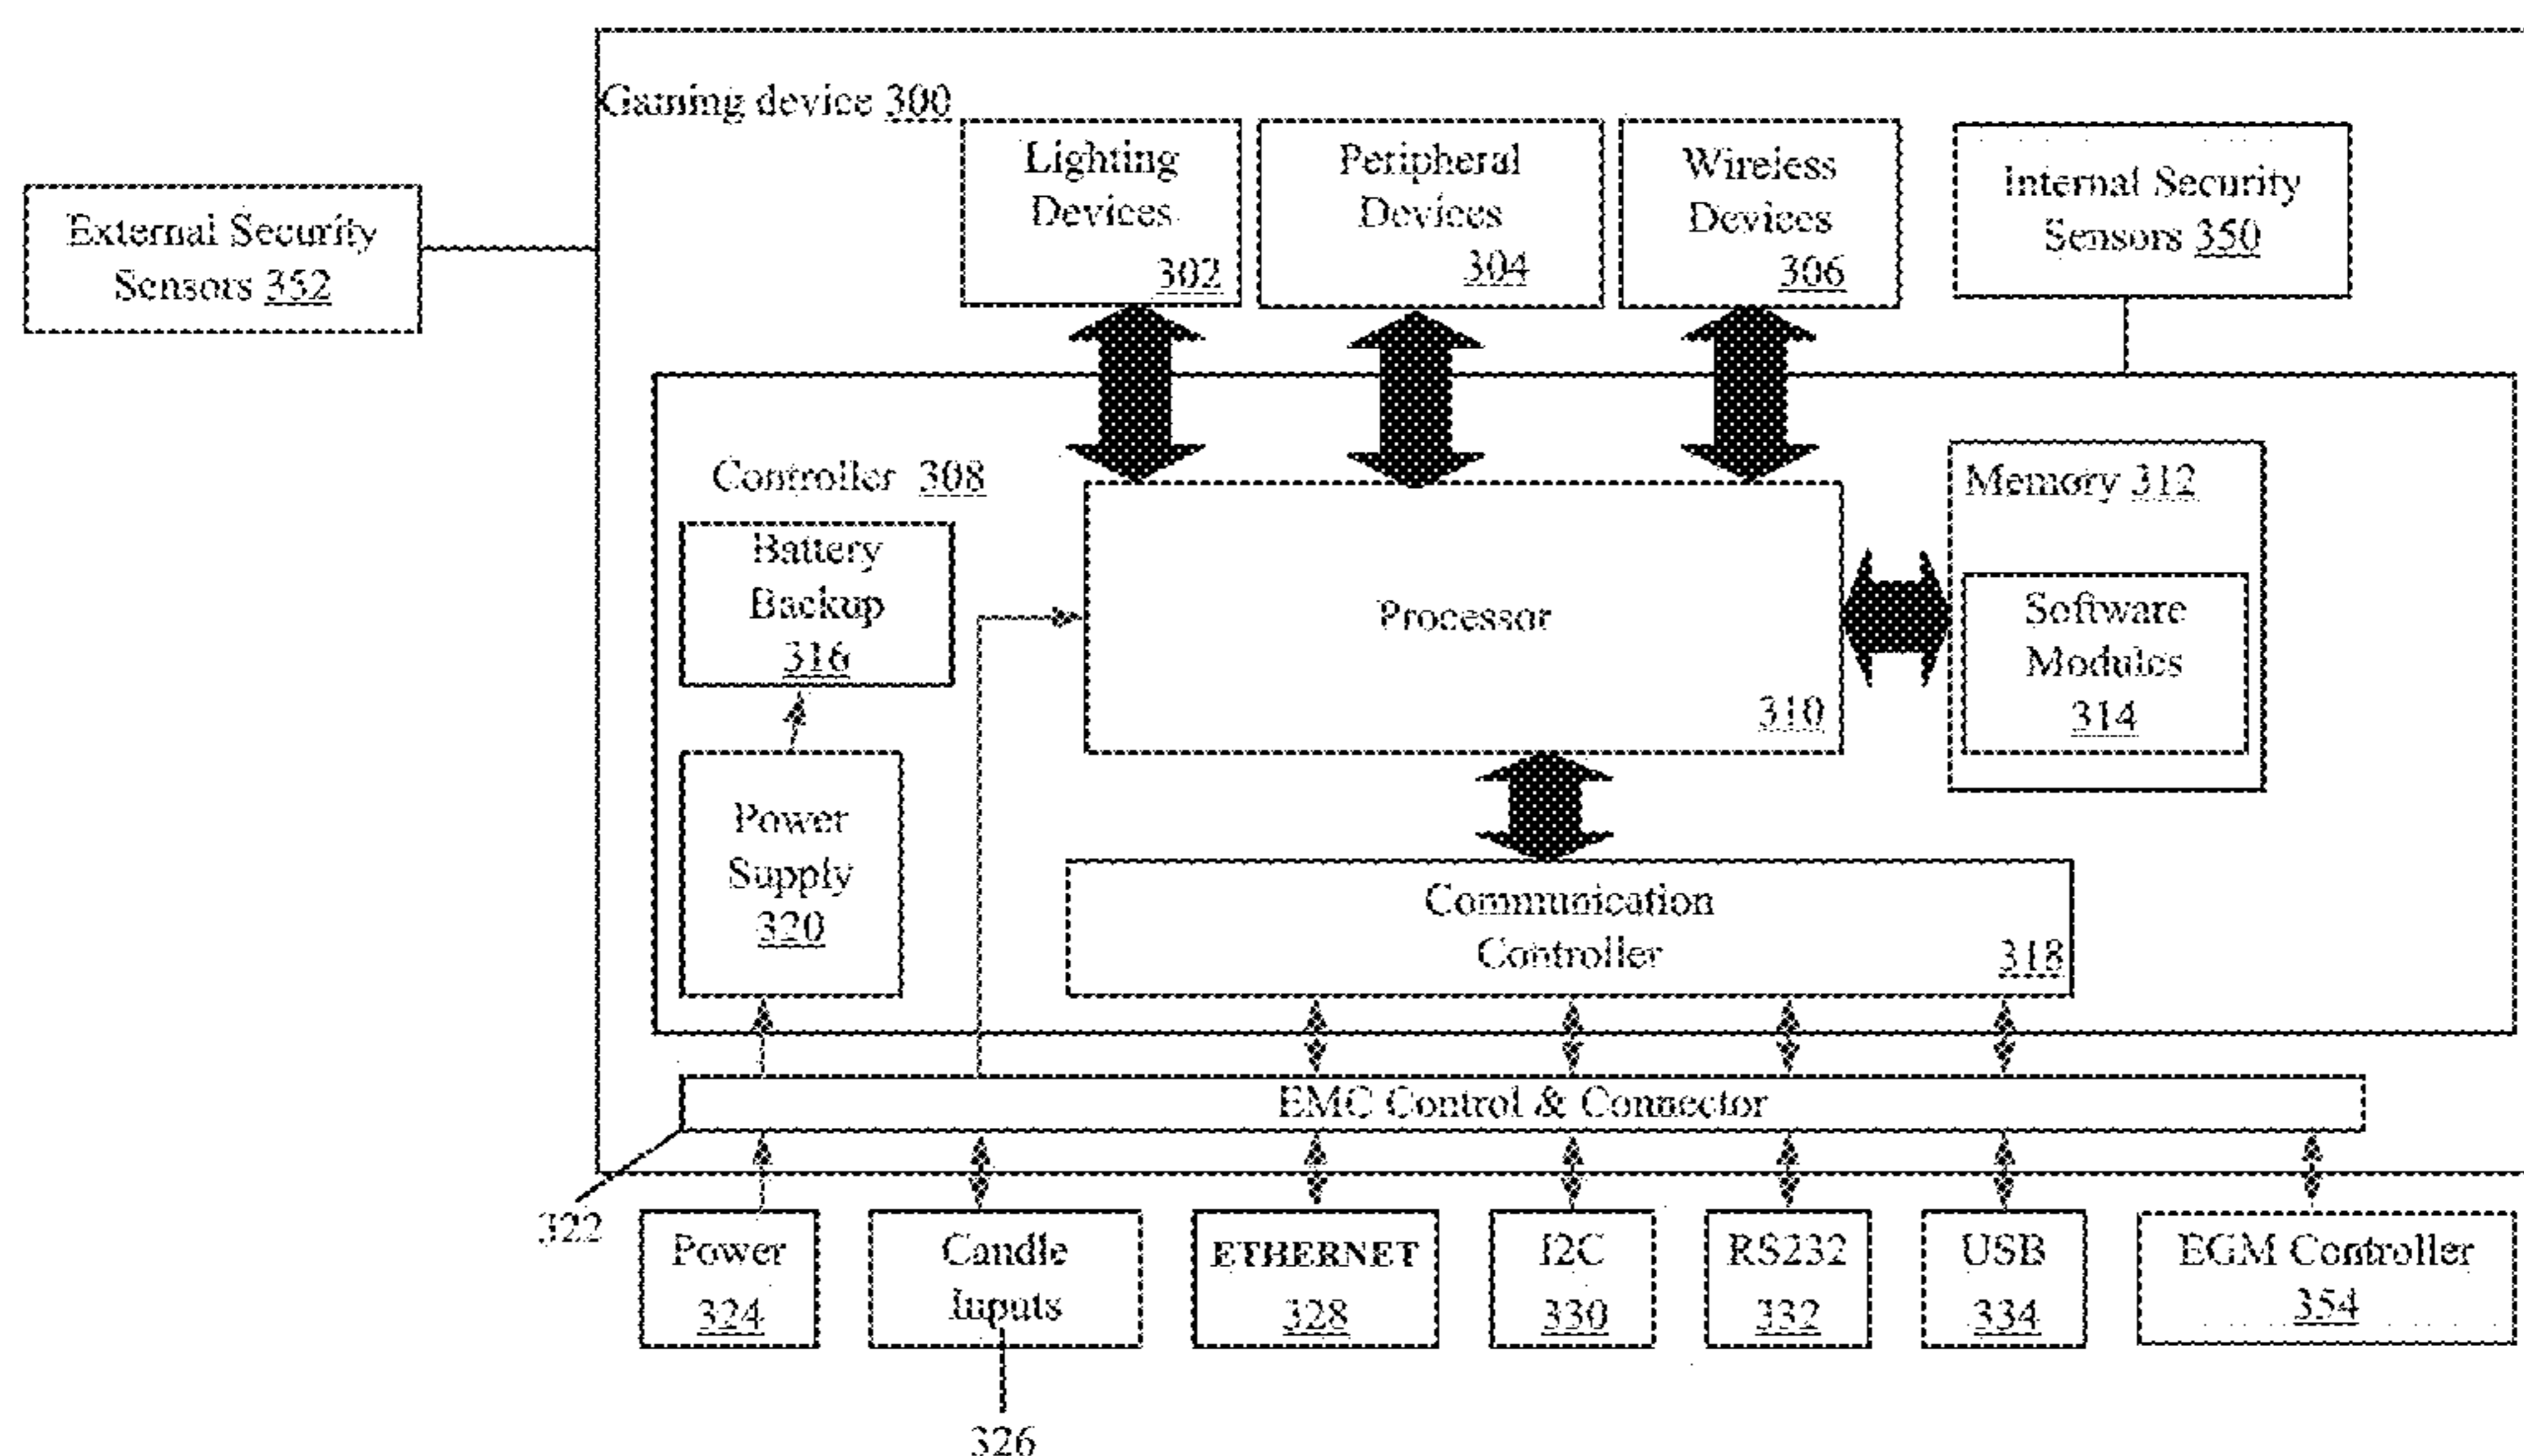 Gaming device 300
External Security
Sensors 352
Lighting
Devices
302
Peripheral
Devices
304
Wireless
Devices
306
Internal Security
Sensors 350
Controller 308
Battery
Backup
316
Processor
310
Memory 312
Software
Modules
314
Power
Supply
320
Communication
Controller
318
EMC Control & Connector
322
Power
324
Candle
Inputs
326
ETHERNET
328
I2C
330
RS232
332
USB
334
EGM Controller
354